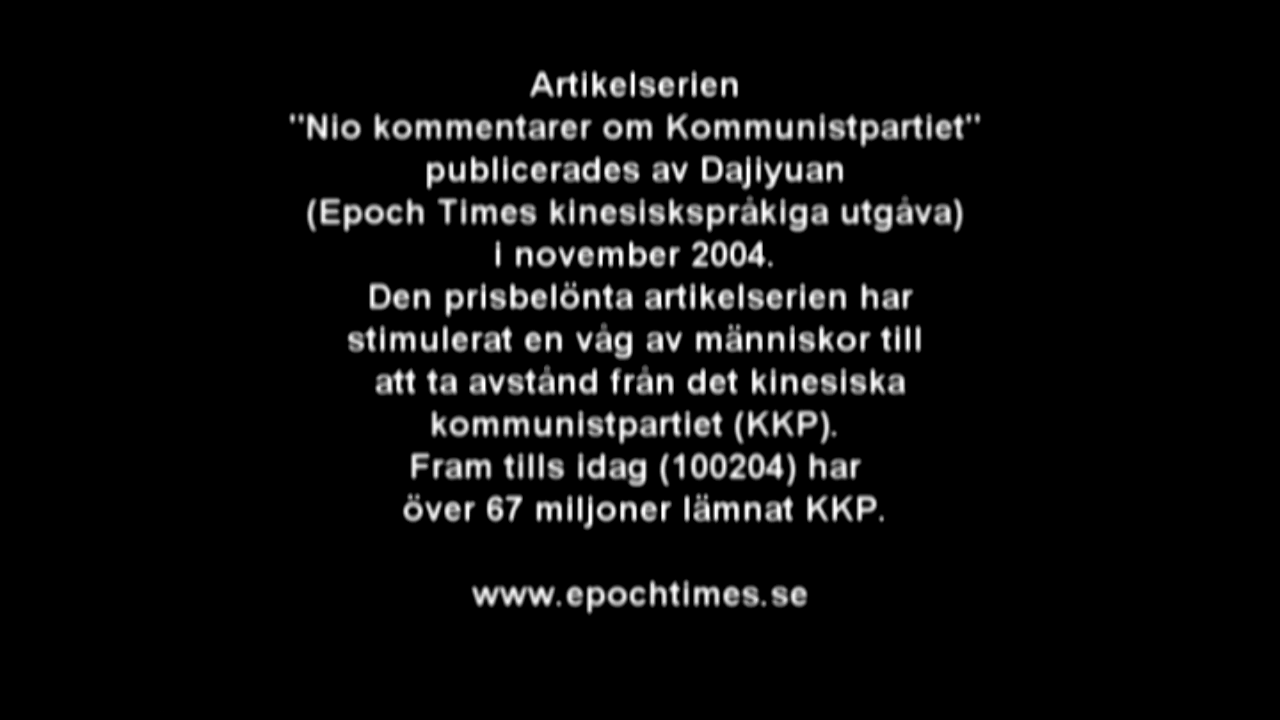 Artikelserien
"Nio kommentarer om Kommunistpartiet"
publicerades av Dajiyuan
(Epoch Times kinesiskspråkiga utgåva)
i november 2004.
Den prisbelönta artikelserien har
stimulerat en våg av människor till
att ta avstånd från det kinesiska
kommunistpartiet (KKP).
Fram tills idag (100204) har
över 67 miljoner lämnat KKP.
www.epochtimes.se